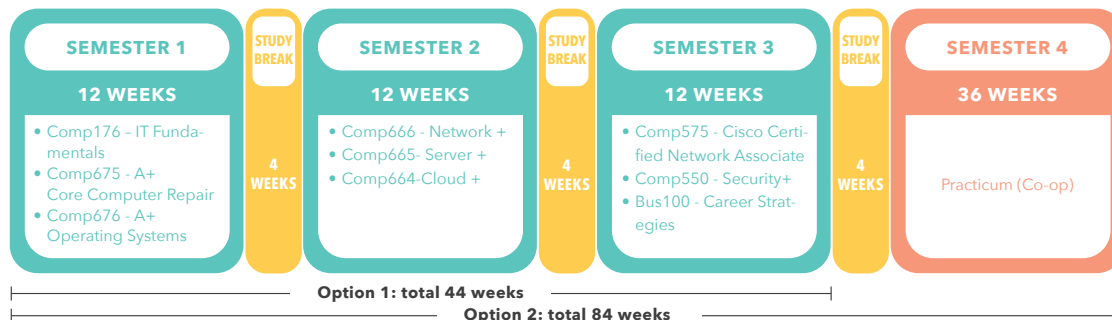 SEMESTER 1
12 WEEKS
• Comp176 – IT Funda-
mentals
• Comp675 - A+
Core Computer Repair
• Comp676 - A+
Operating Systems
STUDY
BREAK
4
WEEKS
SEMESTER 2
12 WEEKS
• Comp666 - Network +
• Comp665- Server +
• Comp664-Cloud +
STUDY
BREAK
4
WEEKS
SEMESTER 3
12 WEEKS
• Comp575 - Cisco Certi-
fied Network Associate
• Comp550 - Security+
• Bus100 - Career Strat-
egies
STUDY
BREAK
4
WEEKS
SEMESTER 4
36 WEEKS
Practicum (Co-op)
Option 1: total 44 weeks
Option 2: total 84 weeks